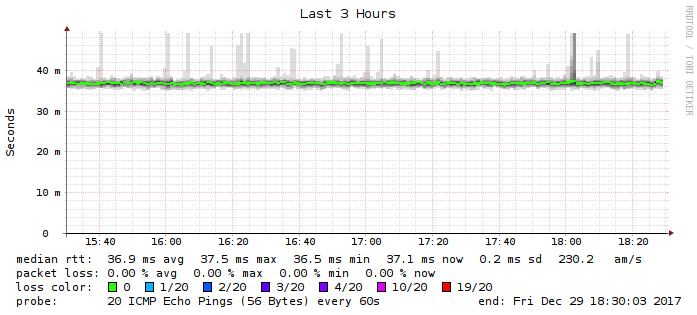 Last 3 Hours
RRDTOOL / TOBI OETIKER
Seconds
40 m
30 m
20 m
10 m
0
15:40 16:00 16:20 16:40 17:00 17:20 17:40 18:00 18:20
median rtt: 36.9 ms avg 37.5 ms max 36.5 ms min 37.1 ms now 0.2 ms sd 230.2 am/s
packet loss: 0.00 % avg 0.00 % max 0.00 % min 0.00 % now
loss color: 0 1/20 2/20 3/20 4/20 10/20 19/20
probe: 20 ICMP Echo Pings (56 Bytes) every 60s end: Fri Dec 29 18:30:03 2017